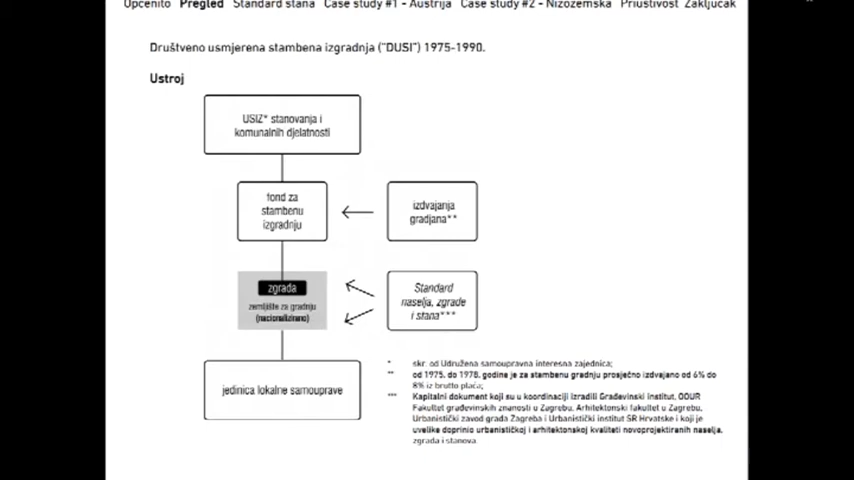 Općenito Pregled Standard stana Case study #1 - Austrija Case study #2 - Nizozemska Priuštivost Zaključak
Društveno usmjerena stambena izgradnja ("DUSI") 1975-1990.
Ustroj
USIZ* stanovanja i
komunalnih djelatnosti
fond za
stambenu
izgradnju
izdvajanja
gradjana**
zgrada
zemljište za gradnju
(nacionalizirano)
Standard
naselja, zgrade
i stana***
jedinica lokalne samouprave
* skr. od Udružena samoupravna interesna zajednica;
** od 1975. do 1978. godine je za stambenu gradnju prosječno izdvajano od 6% do
8% iz brutto plaća;
*** Kapitalni dokument koji su u koordinaciji izradili Građevinski institut, OOUR
Fakultet građevinskih znanosti u Zagrebu, Arhitektonski fakultet u Zagrebu,
Urbanistički zavod grada Zagreba i Urbanistički institut SR Hrvatske i koji je
uvelike doprinio urbanističkoj i arhitektonskoj kvaliteti novoprojektiranih naselja,
zgrada i stanova.